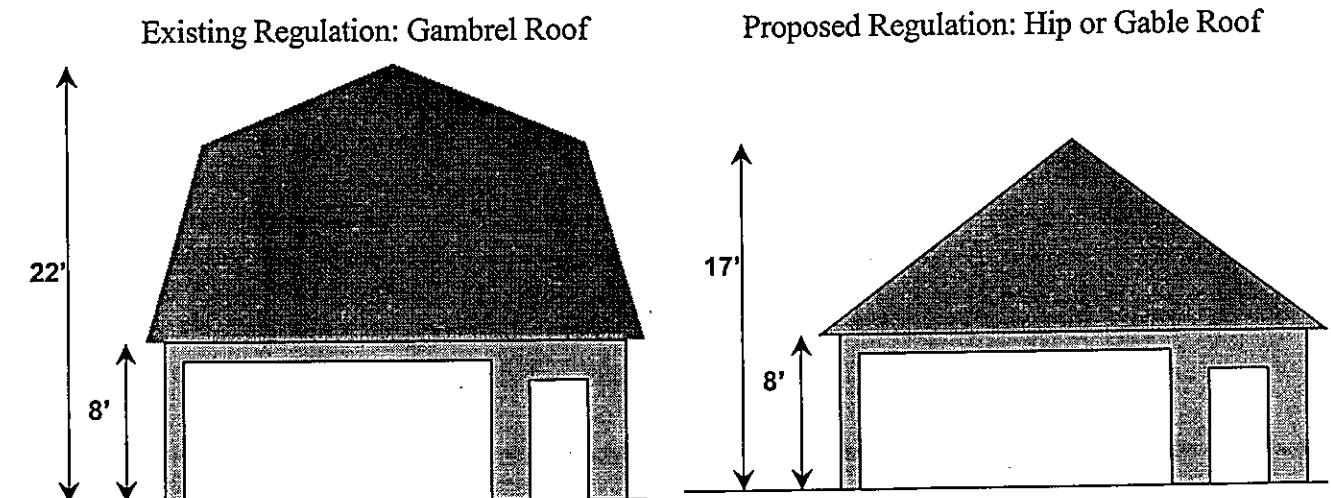 Existing Regulation: Gambrel Roof
Proposed Regulation: Hip or Gable Roof
22'
8'
17'
8'